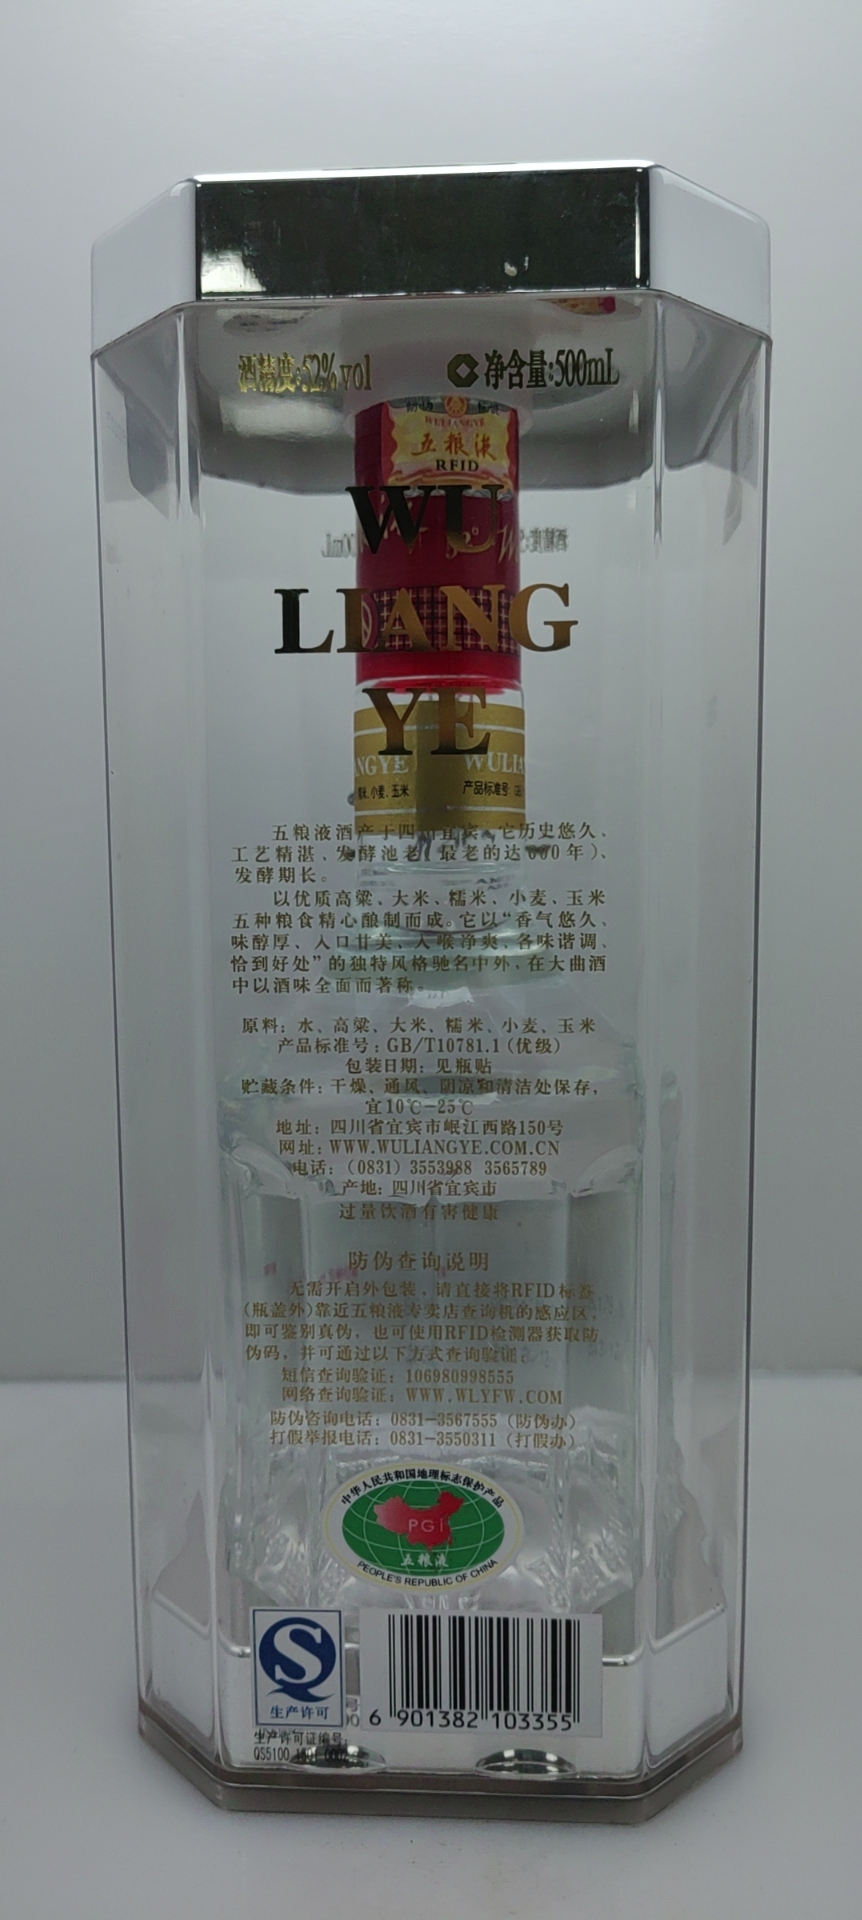 酒精度:52%vol
净含量:500mL
WULIANGYE
五粮液
RFID
WU
LIANG
YE
NGYE WULIA
小麦、玉米 产品标准号
五粮液酒产于四川宜宾、它历史悠久、
工艺精湛、发酵池老(最老的达600年)、
发酵期长。
以优质高粱、大米、糯米、小麦、玉米
五种粮食精心酿制而成。它以“香气悠久、
味醇厚、入口甘美、入喉净爽、各味谐调、
恰到好处”的独特风格驰名中外,在大曲酒
中以酒味全面而著称。
原料: 水、高粱、大米、糯米、小麦、玉米
产品标准号: GB/T10781.1(优级)
包装日期: 见瓶贴
贮藏条件: 干燥、通风、阴凉和清洁处保存,
宜10℃-25℃
地址: 四川省宜宾市岷江西路150号
网址: WWW.WULIANGYE.COM.CN
电话: (0831) 3553988 3565789
产地: 四川省宜宾市
过量饮酒有害健康
防伪查询说明
无需开启外包装,请直接将RFID标签
(瓶盖外)靠近五粮液专卖店查询机的感应区,
即可鉴别真伪,也可使用RFID检测器获取防
伪码,并可通过以下方式查询验证:
短信查询验证: 106980998555
网络查询验证: WWW.WLYFW.COM
防伪咨询电话: 0831-3567555 (防伪办)
打假举报电话: 0831-3550311 (打假办)
中华人民共和国地理标志保护产品
PGI
五粮液
PEOPLE'S REPUBLIC OF CHINA
生产许可
6 901382 103355
生产许可证编号:
QS5100